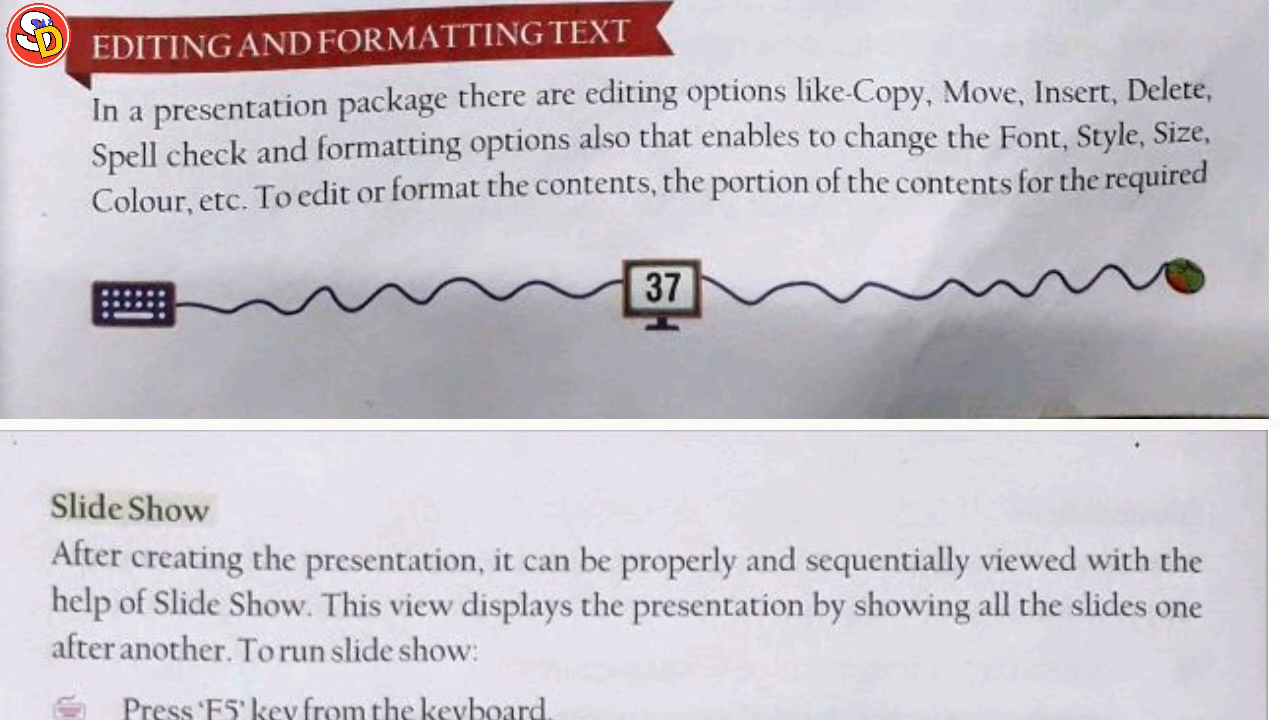 SD
EDITING AND FORMATTING TEXT
In a presentation package there are editing options like-Copy, Move, Insert, Delete,
Spell check and formatting options also that enables to change the Font, Style, Size,
Colour, etc. To edit or format the contents, the portion of the contents for the required
37
Slide Show
After creating the presentation, it can be properly and sequentially viewed with the
help of Slide Show. This view displays the presentation by showing all the slides one
after another. To run slide show:
Press ‘F5’ key from the keyboard.